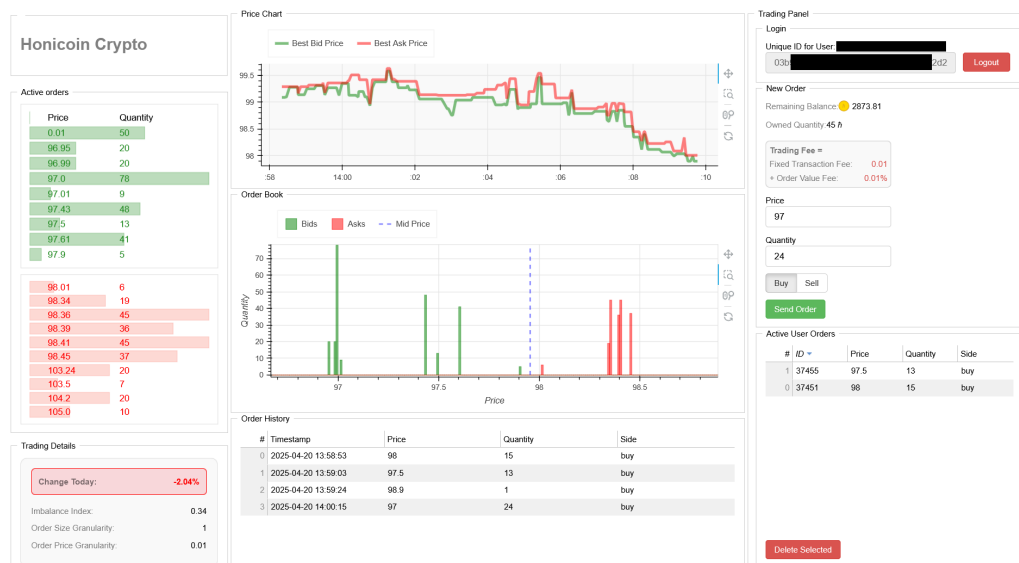 Honicoin Crypto
Active orders
Price Quantity
0.01 50
96.95 20
96.99 20
97.0 78
97.01 9
97.43 48
97.5 13
97.61 41
97.9 5
98.01 6
98.34 19
98.36 45
98.39 36
98.41 45
98.45 37
103.24 20
103.5 7
104.2 20
105.0 10
Trading Details
Change Today: -2.04%
Imbalance Index: 0.34
Order Size Granularity: 1
Order Price Granularity: 0.01
Price Chart
Best Bid Price Best Ask Price
99.5
99
98.5
98
:58 14:00 :02 :04 :06 :08 :10
Order Book
Bids Asks Mid Price
Quantity
70
60
50
40
30
20
10
0
97 97.5 98 98.5
Price
Order History
# Timestamp Price Quantity Side
0 2025-04-20 13:58:53 98 15 buy
1 2025-04-20 13:59:03 97.5 13 buy
2 2025-04-20 13:59:24 98.9 1 buy
3 2025-04-20 14:00:15 97 24 buy
Trading Panel
Login
Unique ID for User:
03b 2d2 Logout
New Order
Remaining Balance: 2873.81
Owned Quantity: 45 ℏ
Trading Fee =
Fixed Transaction Fee: 0.01
+ Order Value Fee: 0.01%
Price
97
Quantity
24
Buy Sell
Send Order
Active User Orders
# ID Price Quantity Side
1 37455 97.5 13 buy
0 37451 98 15 buy
Delete Selected